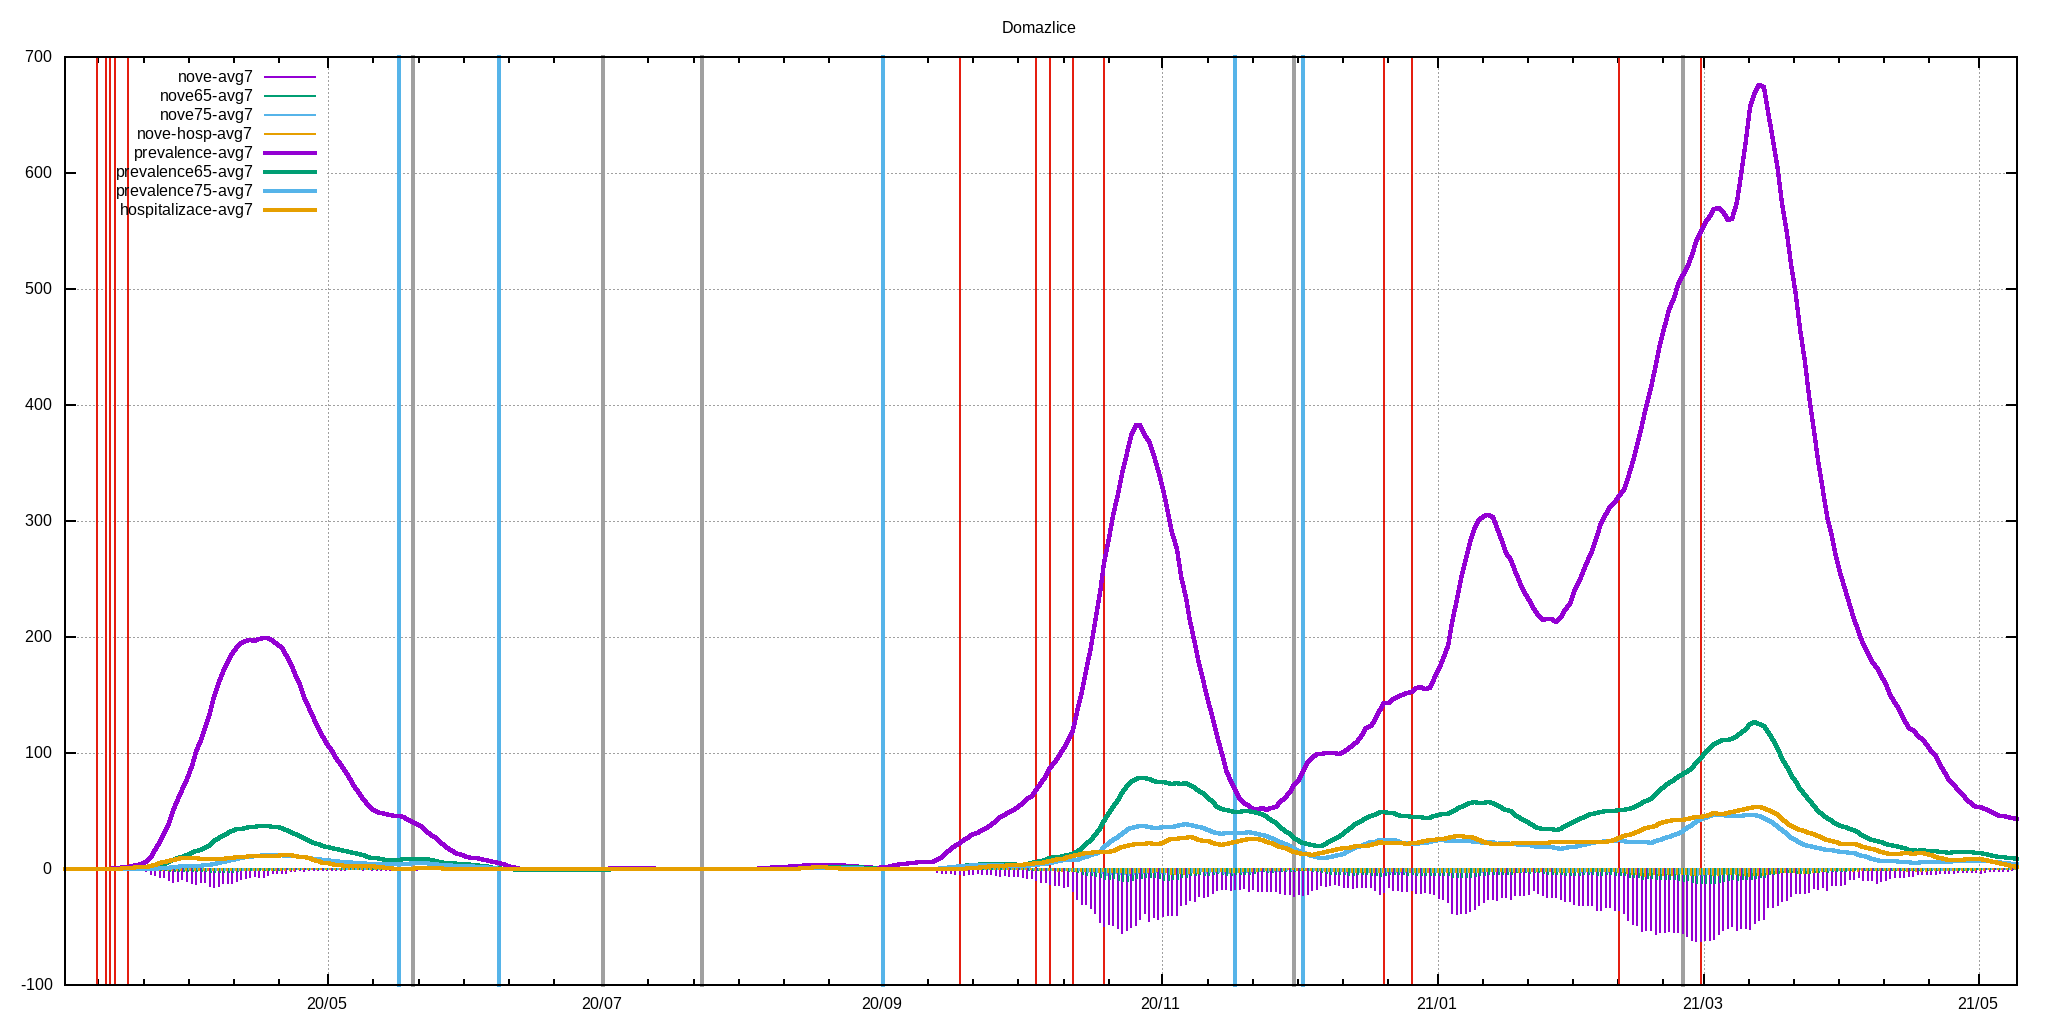 Domazlice
700
600
500
400
300
200
100
0
-100
nove-avg7
nove65-avg7
nove75-avg7
nove-hosp-avg7
prevalence-avg7
prevalence65-avg7
prevalence75-avg7
hospitalizace-avg7
20/05 20/07 20/09 20/11 21/01 21/03 21/05